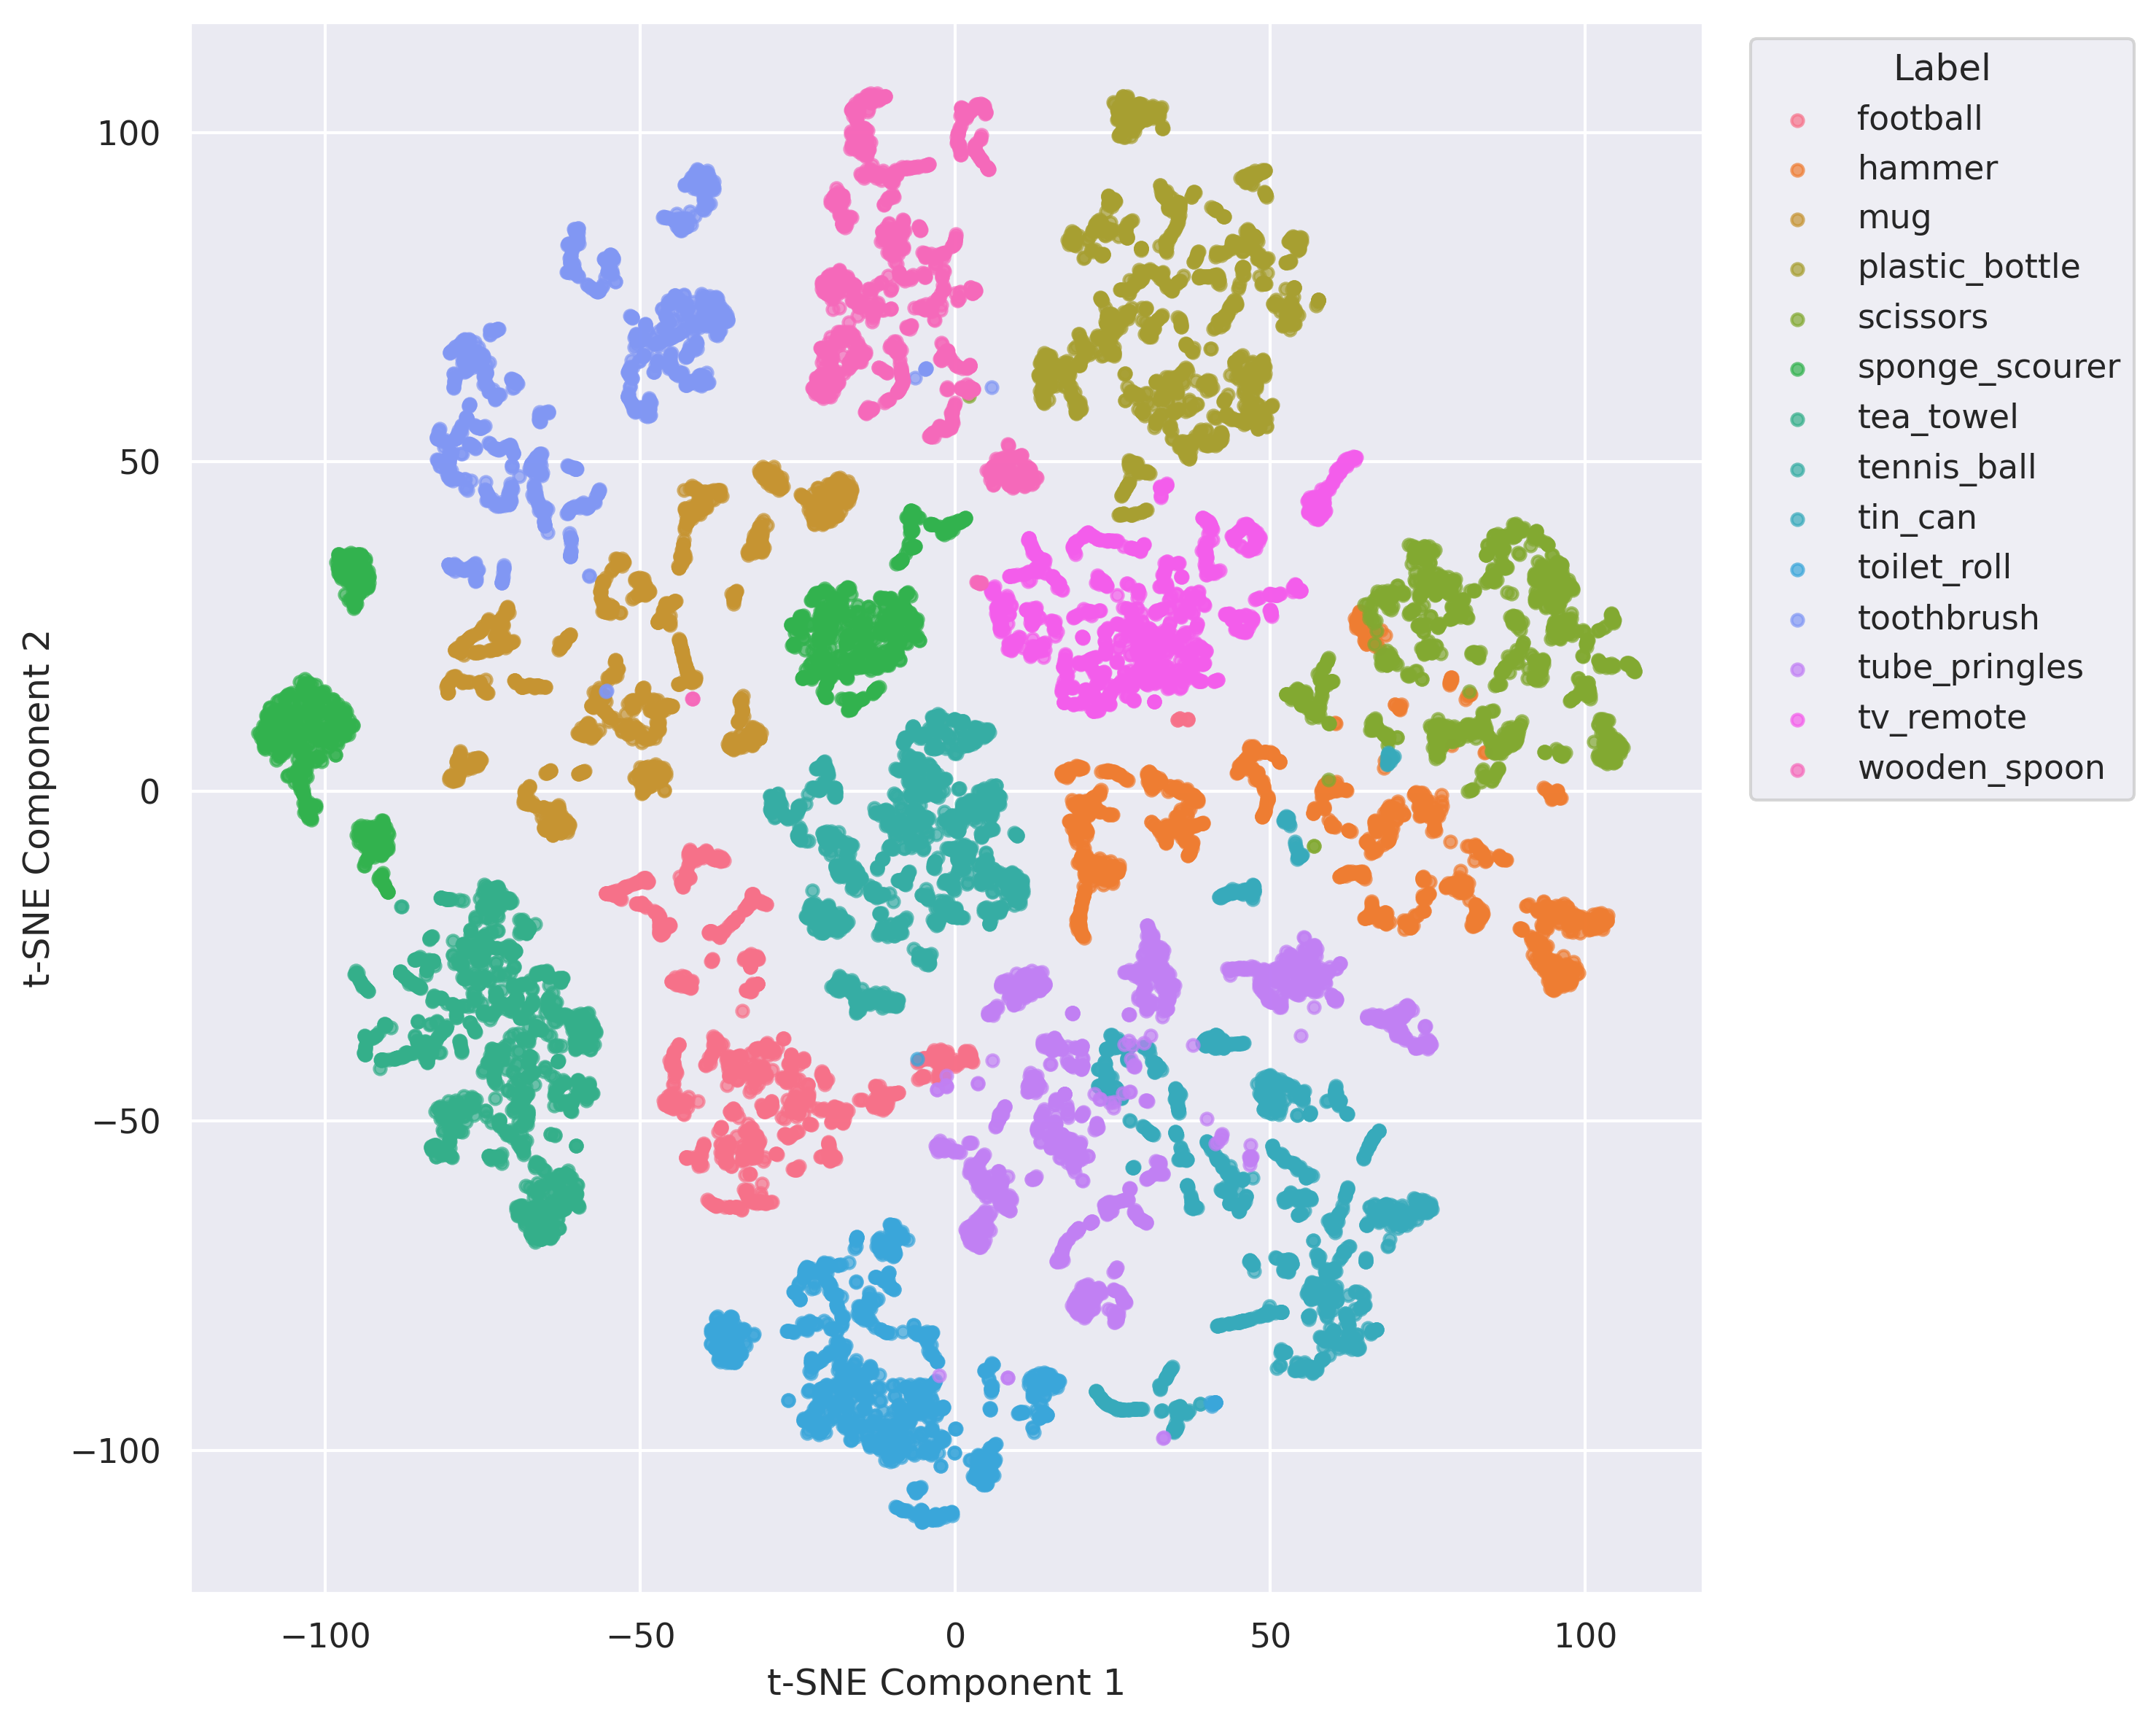 Label
football
hammer
mug
plastic_bottle
scissors
sponge_scourer
tea_towel
tennis_ball
tin_can
toilet_roll
toothbrush
tube_pringles
tv_remote
wooden_spoon
100
50
0
−50
−100
t-SNE Component 2
−100
−50
0
50
100
t-SNE Component 1